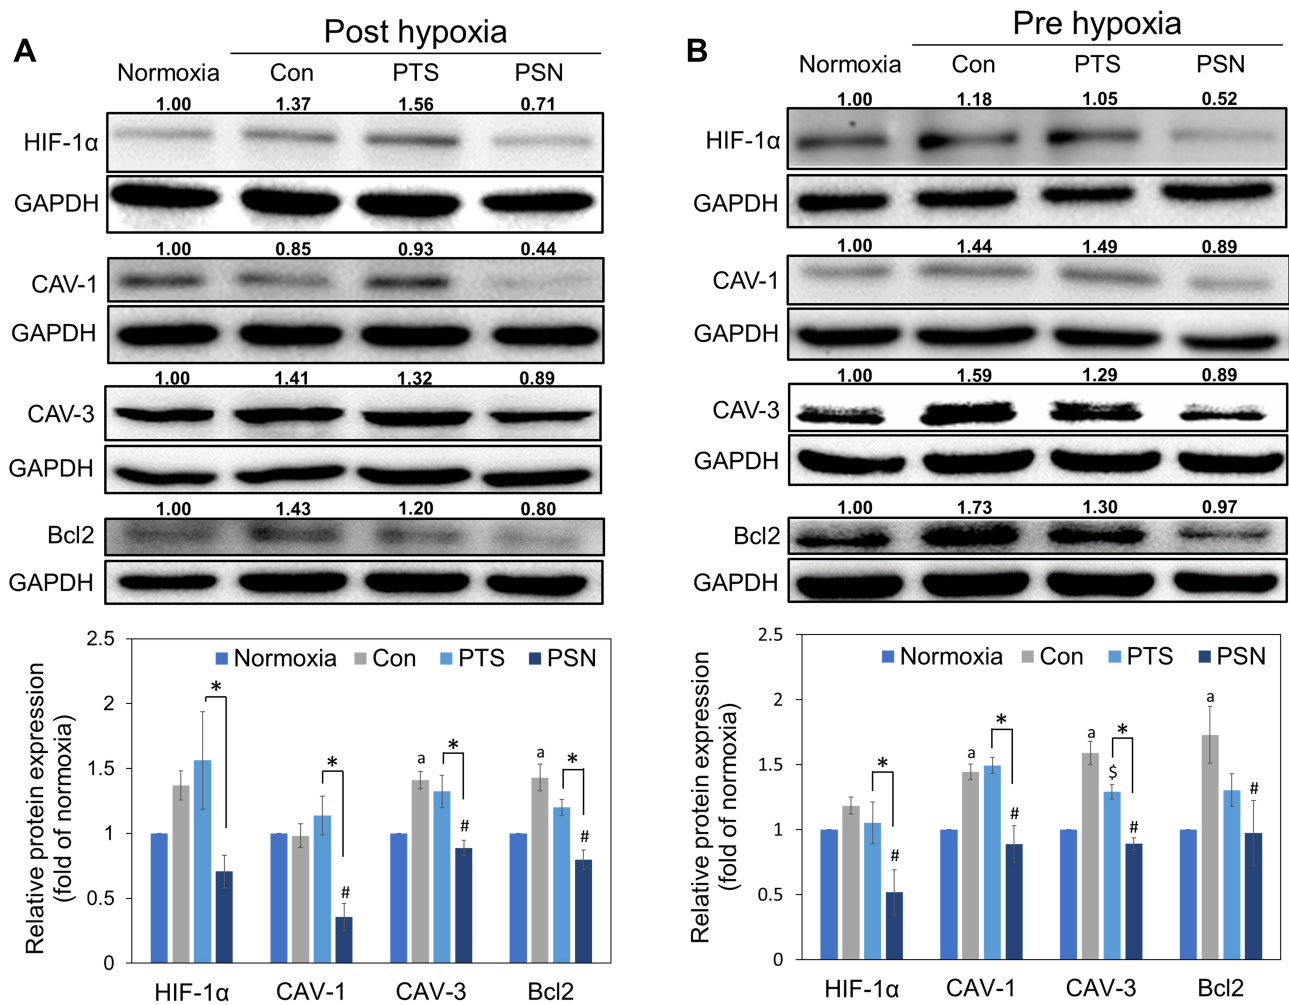 A
Post hypoxia
Normoxia Con PTS PSN
1.00 1.37 1.56 0.71
HIF-1α
GAPDH
1.00 0.85 0.93 0.44
CAV-1
GAPDH
1.00 1.41 1.32 0.89
CAV-3
GAPDH
1.00 1.43 1.20 0.80
Bcl2
GAPDH
Relative protein expression
(fold of normoxia)
2.5
2
1.5
1
0.5
0
Normoxia Con PTS PSN
* * # a * # a * #
HIF-1α CAV-1 CAV-3 Bcl2
B
Pre hypoxia
Normoxia Con PTS PSN
1.00 1.18 1.05 0.52
HIF-1α
GAPDH
1.00 1.44 1.49 0.89
CAV-1
GAPDH
1.00 1.59 1.29 0.89
CAV-3
GAPDH
1.00 1.73 1.30 0.97
Bcl2
GAPDH
Relative protein expression
(fold of normoxia)
2.5
2
1.5
1
0.5
0
Normoxia Con PTS PSN
* # a * # a $ * # a #
HIF-1α CAV-1 CAV-3 Bcl2